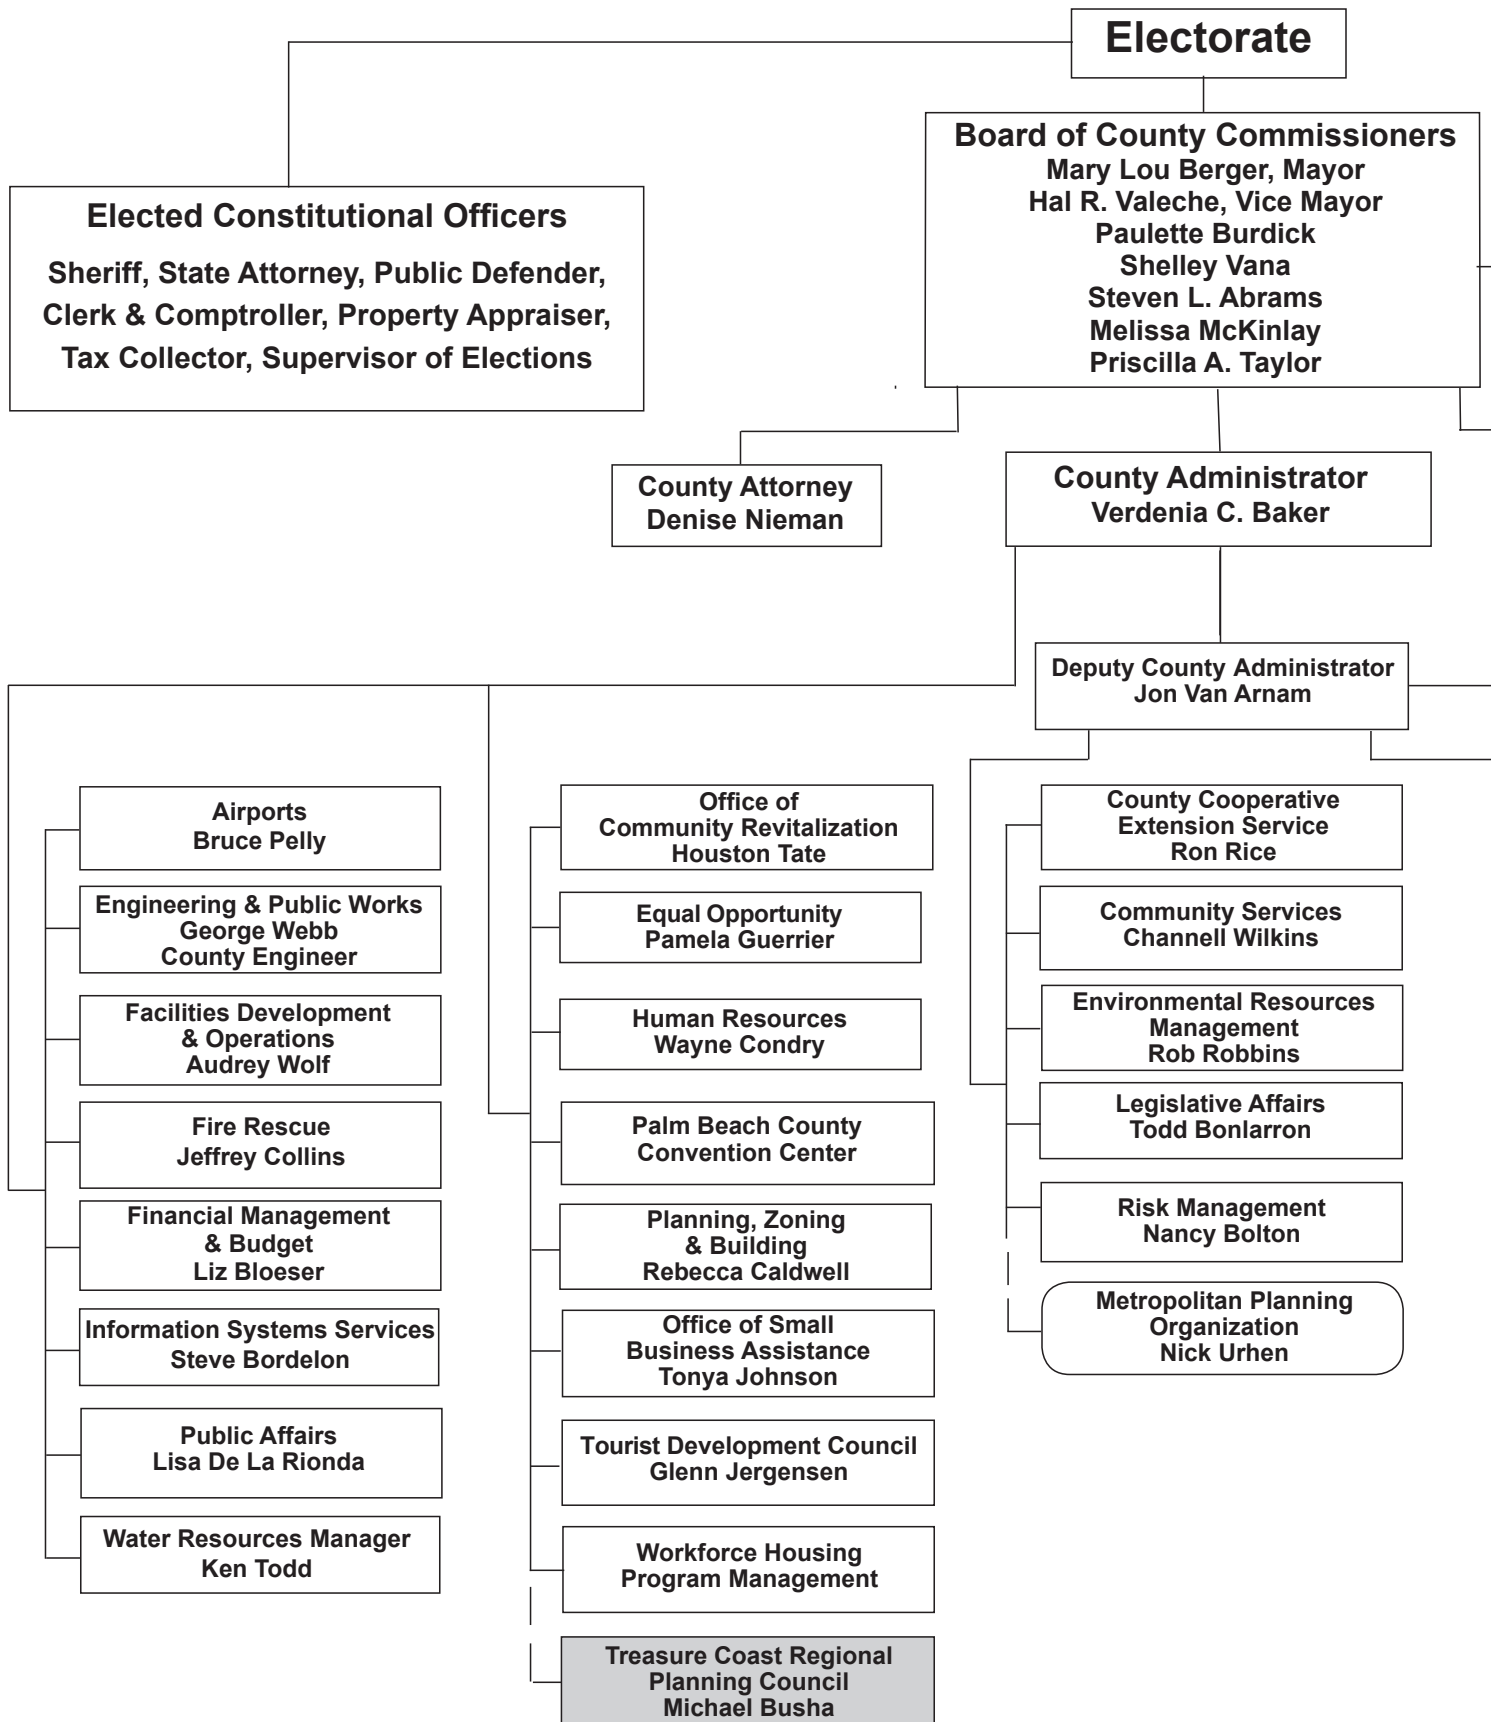 Electorate
Board of County Commissioners
Mary Lou Berger, Mayor
Hal R. Valeche, Vice Mayor
Paulette Burdick
Shelley Vana
Steven L. Abrams
Melissa McKinlay
Priscilla A. Taylor
Elected Constitutional Officers
Sheriff, State Attorney, Public Defender,
Clerk & Comptroller, Property Appraiser,
Tax Collector, Supervisor of Elections
County Attorney
Denise Nieman
County Administrator
Verdenia C. Baker
Deputy County Administrator
Jon Van Arnam
Airports
Bruce Pelly
Engineering & Public Works
George Webb
County Engineer
Facilities Development
& Operations
Audrey Wolf
Fire Rescue
Jeffrey Collins
Financial Management
& Budget
Liz Bloeser
Information Systems Services
Steve Bordelon
Public Affairs
Lisa De La Rionda
Water Resources Manager
Ken Todd
Office of
Community Revitalization
Houston Tate
Equal Opportunity
Pamela Guerrier
Human Resources
Wayne Condry
Palm Beach County
Convention Center
Planning, Zoning
& Building
Rebecca Caldwell
Office of Small
Business Assistance
Tonya Johnson
Tourist Development Council
Glenn Jergensen
Workforce Housing
Program Management
Treasure Coast Regional
Planning Council
Michael Busha
County Cooperative
Extension Service
Ron Rice
Community Services
Channell Wilkins
Environmental Resources
Management
Rob Robbins
Legislative Affairs
Todd Bonlarron
Risk Management
Nancy Bolton
Metropolitan Planning
Organization
Nick Urhen